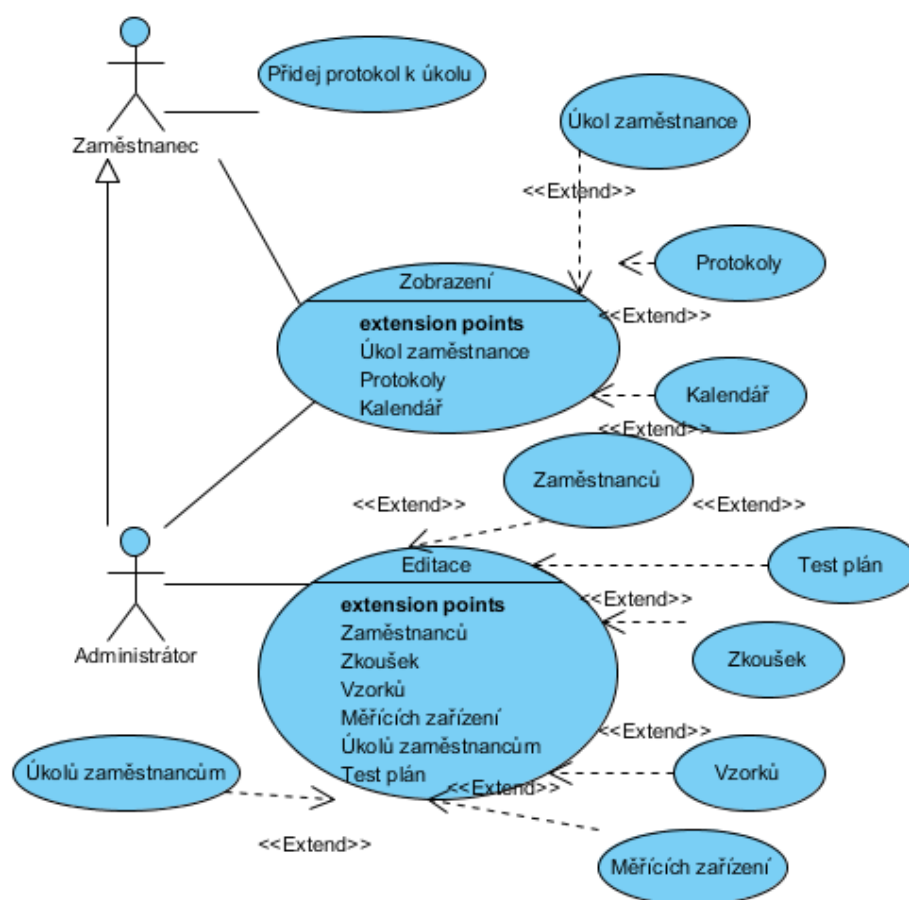 Přidej protokol k úkolu
Úkol zaměstnance
Zaměstnanec
<<Extend>>
Protokoly
Zobrazení
<<Extend>>
extension points
Úkol zaměstnance
Protokoly
Kalendář
Kalendář
<<Extend>>
Zaměstnanců
<<Extend>>
<<Extend>>
Editace
Test plán
<<Extend>>
extension points
Zaměstnanců
Zkoušek
Vzorků
Měřících zařízení
Úkolů zaměstnancům
Test plán
Administrátor
Zkoušek
<<Extend>>
Úkolů zaměstnancům
Vzorků
<<Extend>>
<<Extend>>
Měřících zařízení